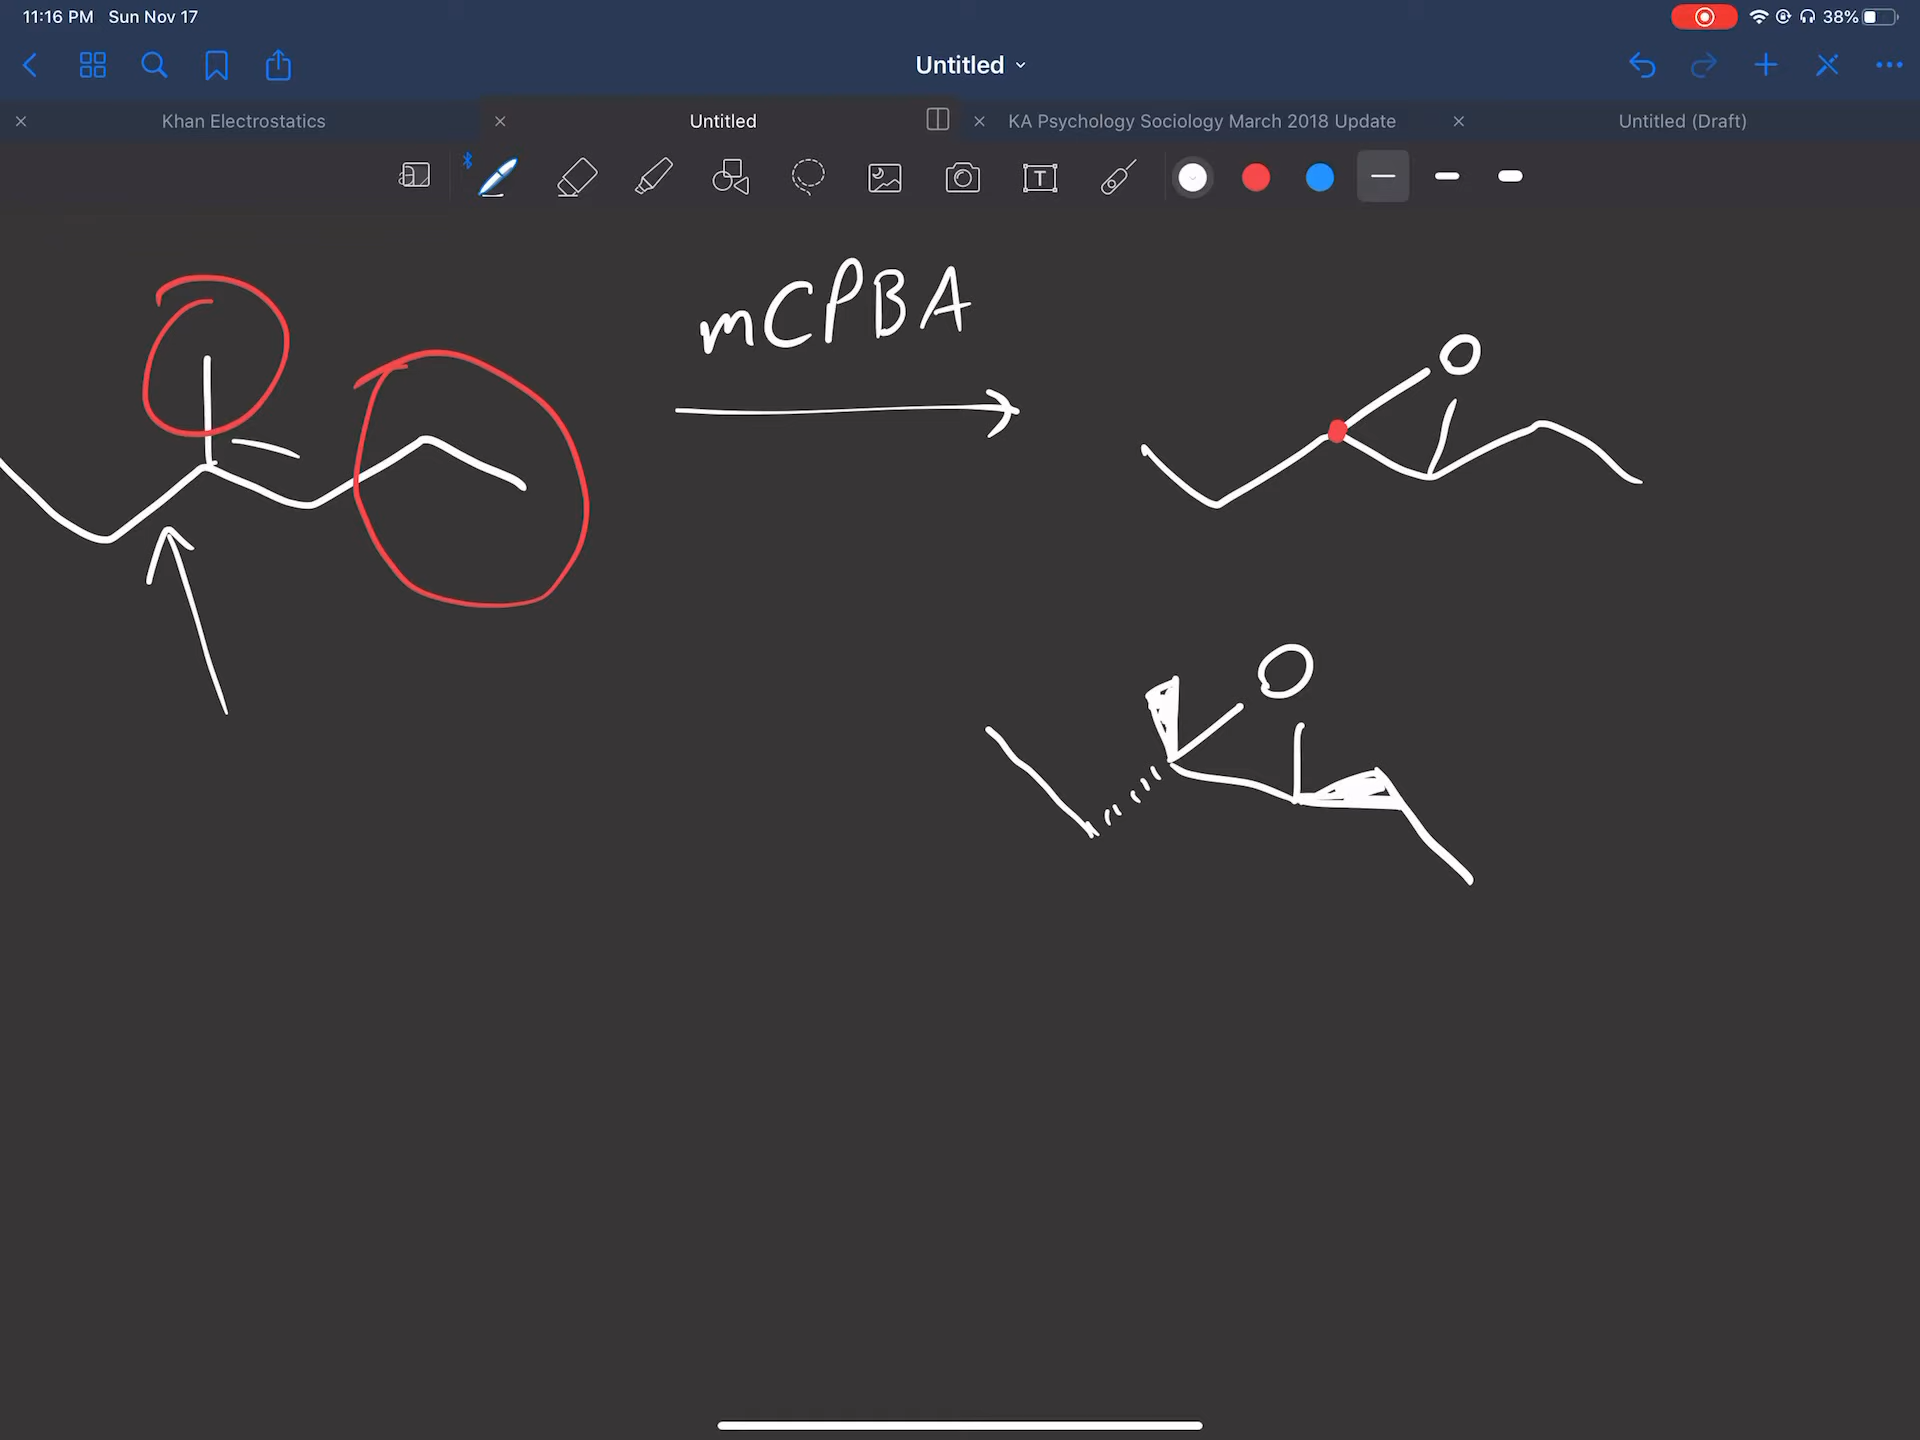 11:16 PM Sun Nov 17
38%
Untitled
Khan Electrostatics
Untitled
KA Psychology Sociology March 2018 Update
Untitled (Draft)
T
mCPBA
O
O